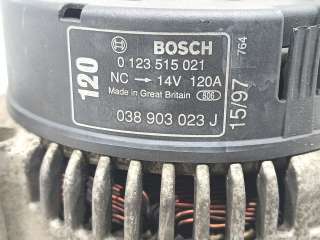 BOSCH
0 123 515 021
NC → 14V 120A
Made in Great Britain 606
038 903 023 J
120
15/97
764